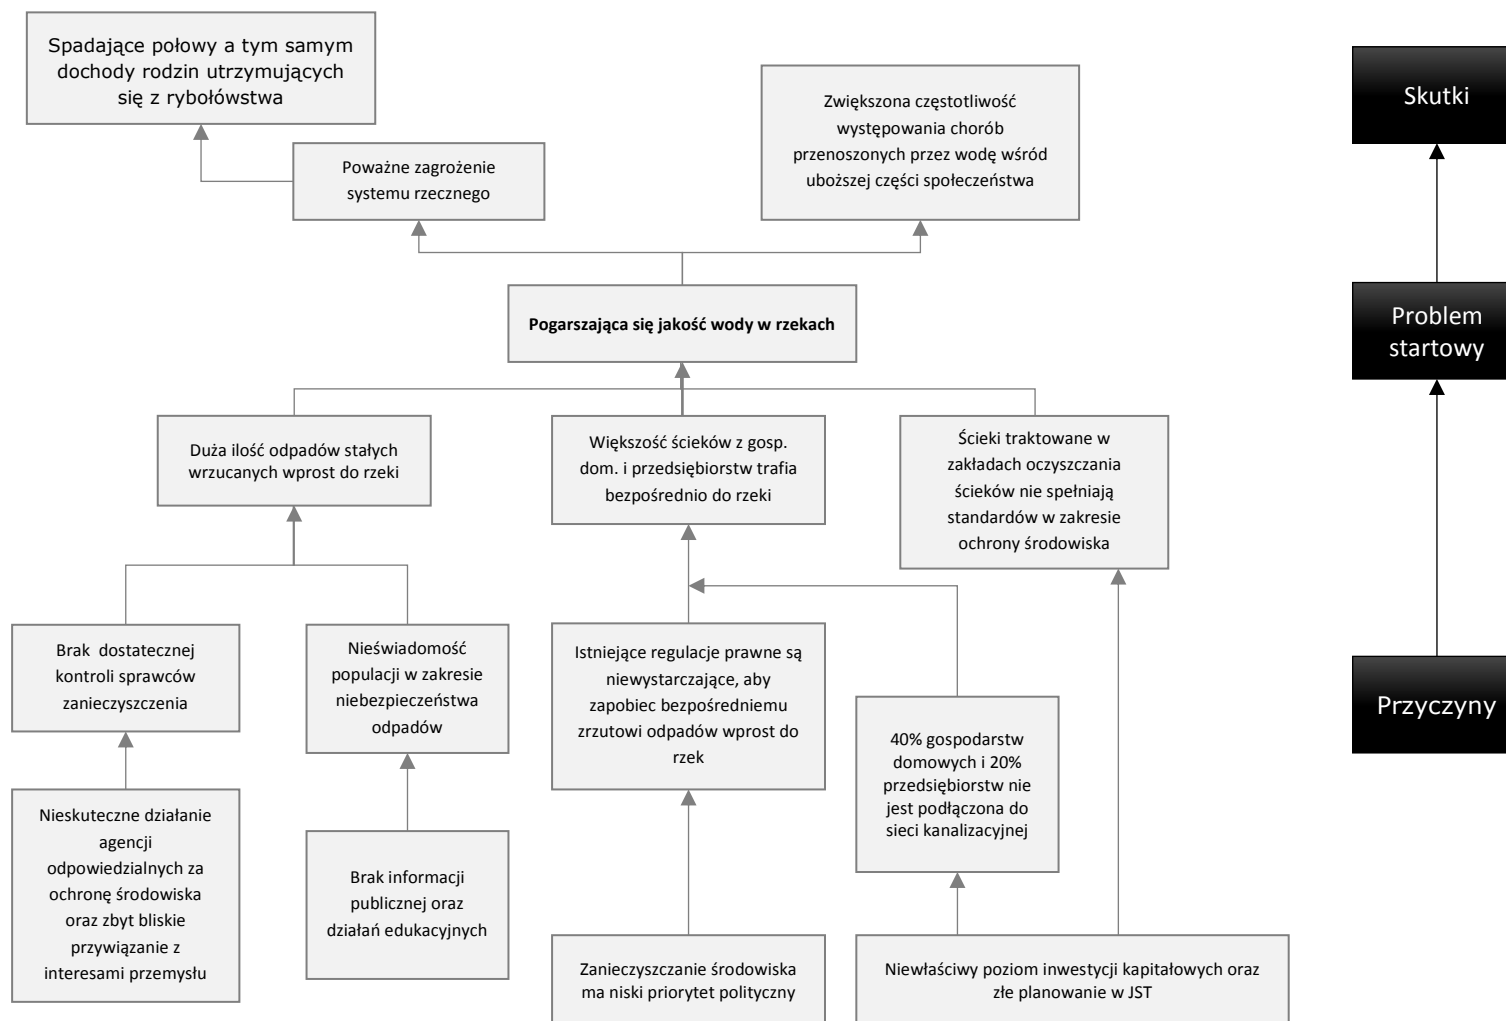 Spadające połowy a tym samym
dochody rodzin utrzymujących
się z rybołówstwa
Zwiększona częstotliwość
występowania chorób
przenoszonych przez wodę wśród
uboższej części społeczeństwa
Skutki
Poważne zagrożenie
systemu rzecznego
Pogarszająca się jakość wody w rzekach
Problem
startowy
Duża ilość odpadów stałych
wrzucanych wprost do rzeki
Większość ścieków z gosp.
dom. i przedsiębiorstw trafia
bezpośrednio do rzeki
Ścieki traktowane w
zakładach oczyszczania
ścieków nie spełniają
standardów w zakresie
ochrony środowiska
Brak dostatecznej
kontroli sprawców
zanieczyszczenia
Nieświadomość
populacji w zakresie
niebezpieczeństwa
odpadów
Istniejące regulacje prawne są
niewystarczające, aby
zapobiec bezpośredniemu
zrzutowi odpadów wprost do
rzek
40% gospodarstw
domowych i 20%
przedsiębiorstw nie
jest podłączona do
sieci kanalizacyjnej
Przyczyny
Nieskuteczne działanie
agencji
odpowiedzialnych za
ochronę środowiska
oraz zbyt bliskie
przywiązanie z
interesami przemysłu
Brak informacji
publicznej oraz
działań edukacyjnych
Zanieczyszczanie środowiska
ma niski priorytet polityczny
Niewłaściwy poziom inwestycji kapitałowych oraz
złe planowanie w JST